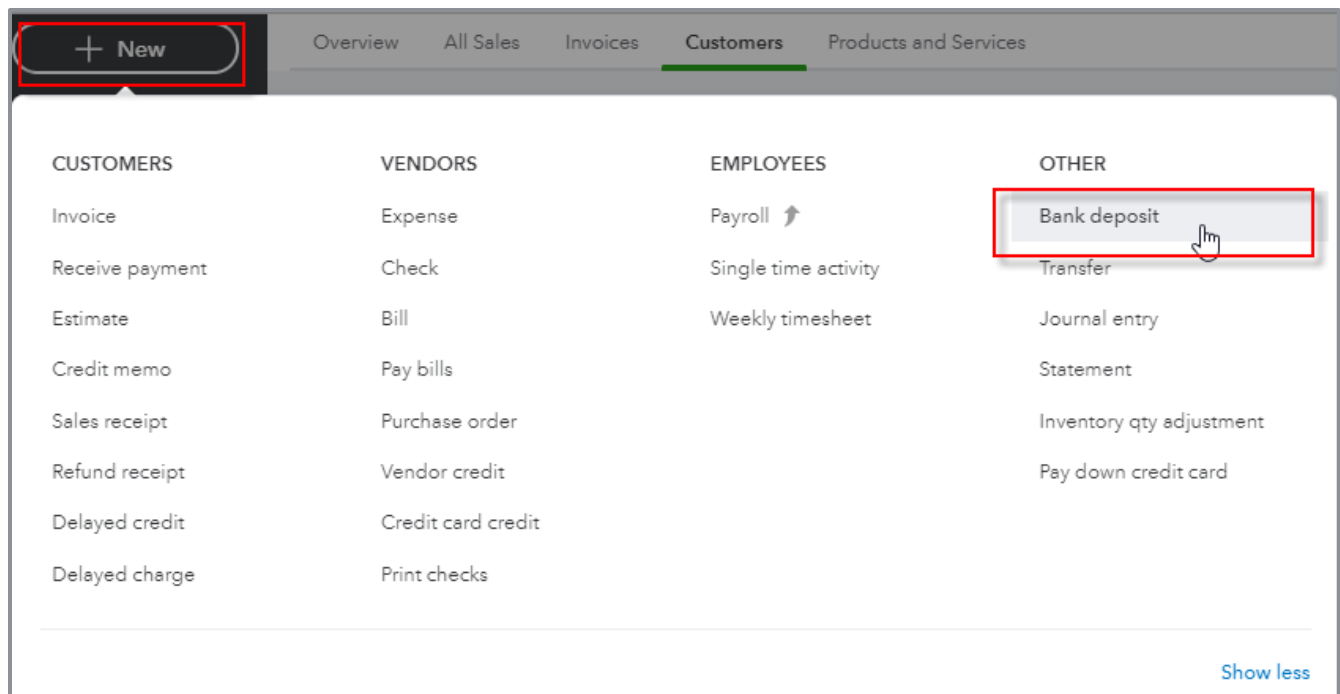 + New
Overview All Sales Invoices Customers Products and Services
CUSTOMERS
Invoice
Receive payment
Estimate
Credit memo
Sales receipt
Refund receipt
Delayed credit
Delayed charge
VENDORS
Expense
Check
Bill
Pay bills
Purchase order
Vendor credit
Credit card credit
Print checks
EMPLOYEES
Payroll
Single time activity
Weekly timesheet
OTHER
Bank deposit
Transfer
Journal entry
Statement
Inventory qty adjustment
Pay down credit card
Show less